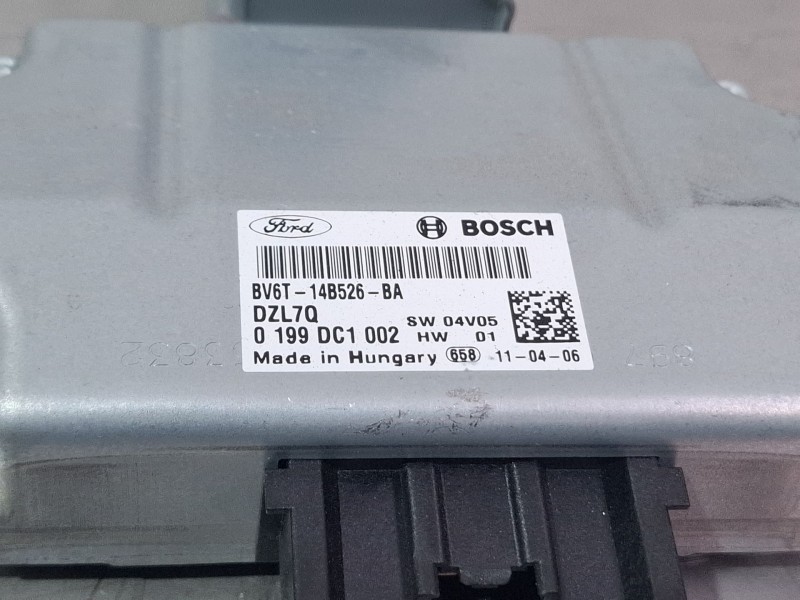 Ford BOSCH
BV6T-14B526-BA
DZL7Q
0 199 DC1 002 SW 04V05
HW 01
Made in Hungary 658 11-04-06